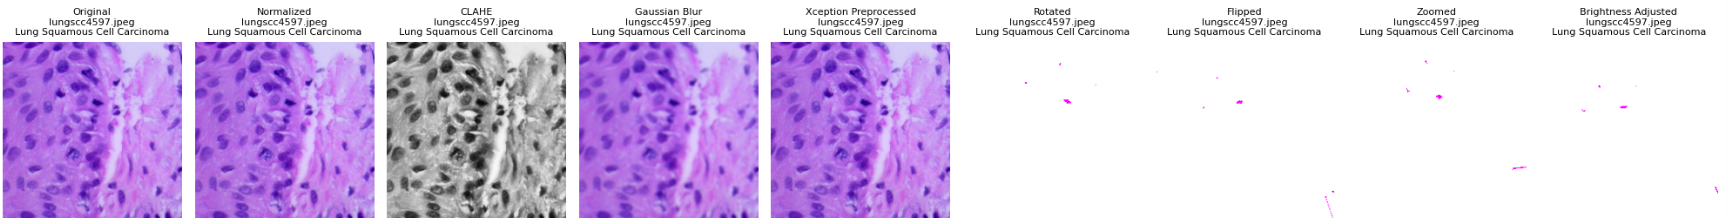 Original
lungscc4597.jpeg
Lung Squamous Cell Carcinoma
Normalized
lungscc4597.jpeg
Lung Squamous Cell Carcinoma
CLAHE
lungscc4597.jpeg
Lung Squamous Cell Carcinoma
Gaussian Blur
lungscc4597.jpeg
Lung Squamous Cell Carcinoma
Xception Preprocessed
lungscc4597.jpeg
Lung Squamous Cell Carcinoma
Rotated
lungscc4597.jpeg
Lung Squamous Cell Carcinoma
Flipped
lungscc4597.jpeg
Lung Squamous Cell Carcinoma
Zoomed
lungscc4597.jpeg
Lung Squamous Cell Carcinoma
Brightness Adjusted
lungscc4597.jpeg
Lung Squamous Cell Carcinoma